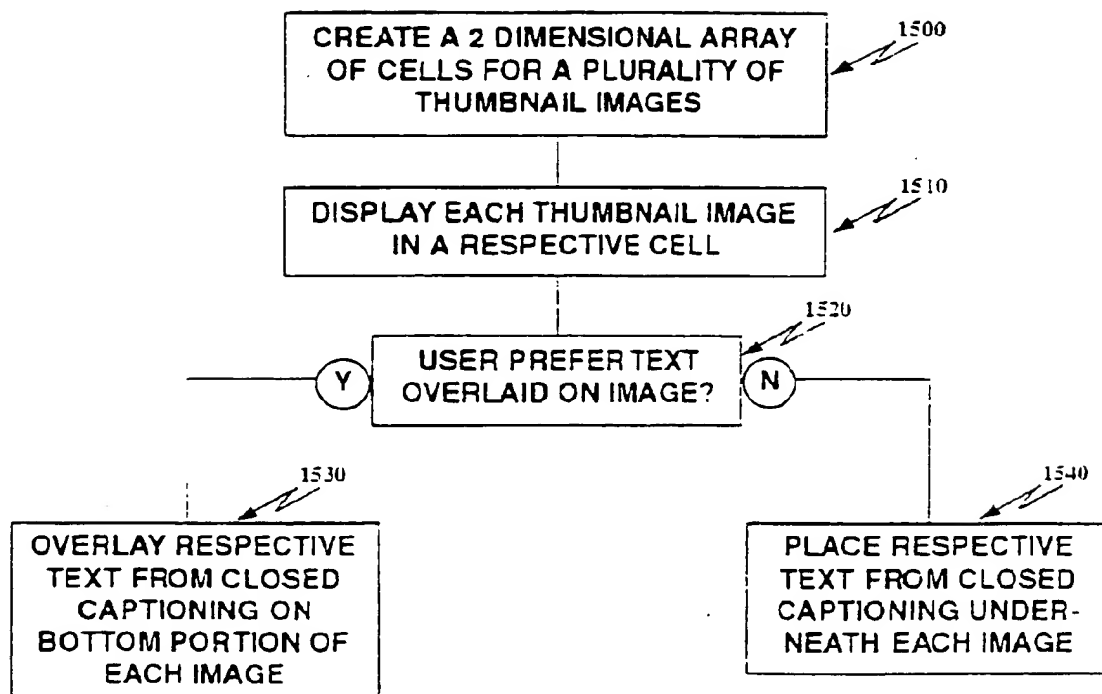 CREATE A 2 DIMENSIONAL ARRAY
OF CELLS FOR A PLURALITY OF
THUMBNAIL IMAGES
1500
DISPLAY EACH THUMBNAIL IMAGE
IN A RESPECTIVE CELL
1510
USER PREFER TEXT
OVERLAID ON IMAGE?
1520
Y
N
OVERLAY RESPECTIVE
TEXT FROM CLOSED
CAPTIONING ON
BOTTOM PORTION OF
EACH IMAGE
1530
PLACE RESPECTIVE
TEXT FROM CLOSED
CAPTIONING UNDER-
NEATH EACH IMAGE
1540